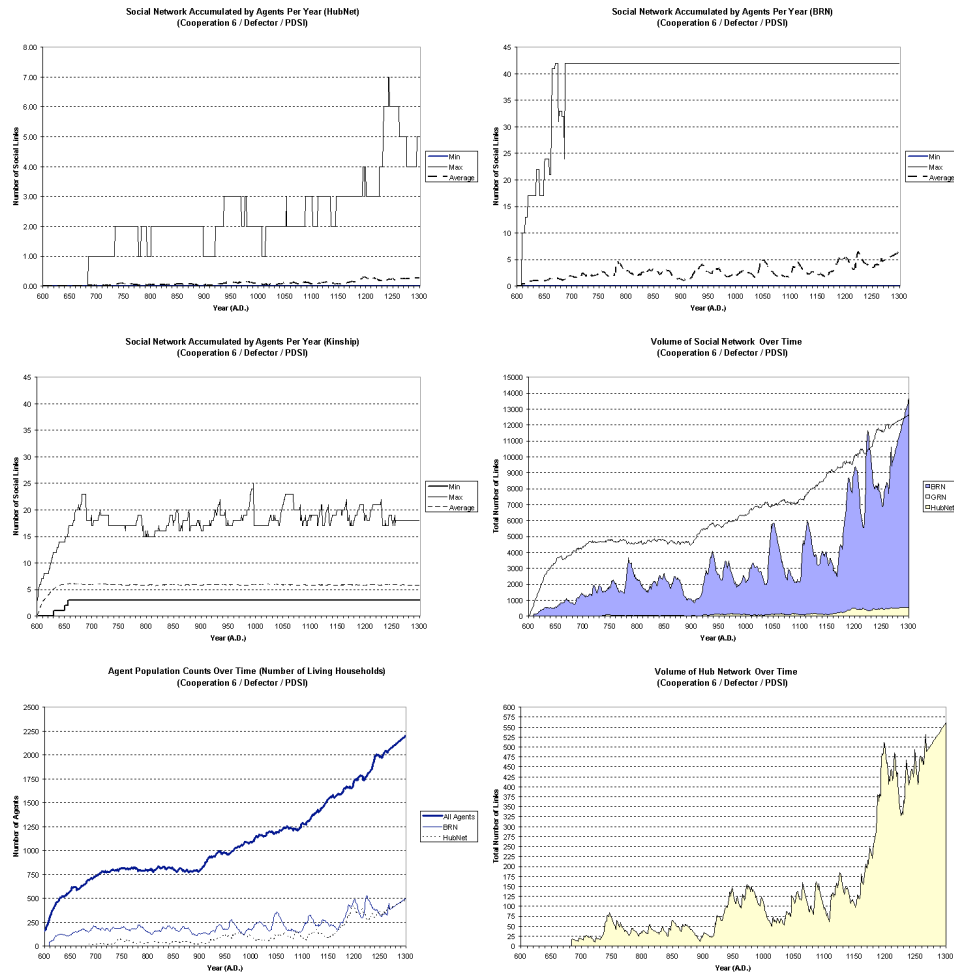 Social Network Accumulated by Agents Per Year (HubNet)
(Cooperation 6 / Defector / PDSI)
8.00
7.00
6.00
5.00
4.00
3.00
2.00
1.00
0.00
Number of Social Links
600 650 700 750 800 850 900 950 1000 1050 1100 1150 1200 1250 1300
Year (A.D.)
Min
Max
Average
Social Network Accumulated by Agents Per Year (BRN)
(Cooperation 6 / Defector / PDSI)
45
40
35
30
25
20
15
10
5
0
Number of Social Links
600 650 700 750 800 850 900 950 1000 1050 1100 1150 1200 1250 1300
Year (A.D.)
Min
Max
Average
Social Network Accumulated by Agents Per Year (Kinship)
(Cooperation 6 / Defector / PDSI)
45
40
35
30
25
20
15
10
5
0
Number of Social Links
600 650 700 750 800 850 900 950 1000 1050 1100 1150 1200 1250 1300
Year (A.D.)
Min
Max
Average
Volume of Social Network Over Time
(Cooperation 6 / Defector / PDSI)
15000
14000
13000
12000
11000
10000
9000
8000
7000
6000
5000
4000
3000
2000
1000
0
Total Number of Links
600 650 700 750 800 850 900 950 1000 1050 1100 1150 1200 1250 1300
Year (A.D.)
BRN
GRN
HubNet
Agent Population Counts Over Time (Number of Living Households)
(Cooperation 6 / Defector / PDSI)
2500
2250
2000
1750
1500
1250
1000
750
500
250
0
Number of Agents
600 650 700 750 800 850 900 950 1000 1050 1100 1150 1200 1250 1300
Year (A.D.)
All Agents
BRN
HubNet
Volume of Hub Network Over Time
(Cooperation 6 / Defector / PDSI)
600
575
550
525
500
475
450
425
400
375
350
325
300
275
250
225
200
175
150
125
100
75
50
25
0
Total Number of Links
600 650 700 750 800 850 900 950 1000 1050 1100 1150 1200 1250 1300
Year (A.D.)